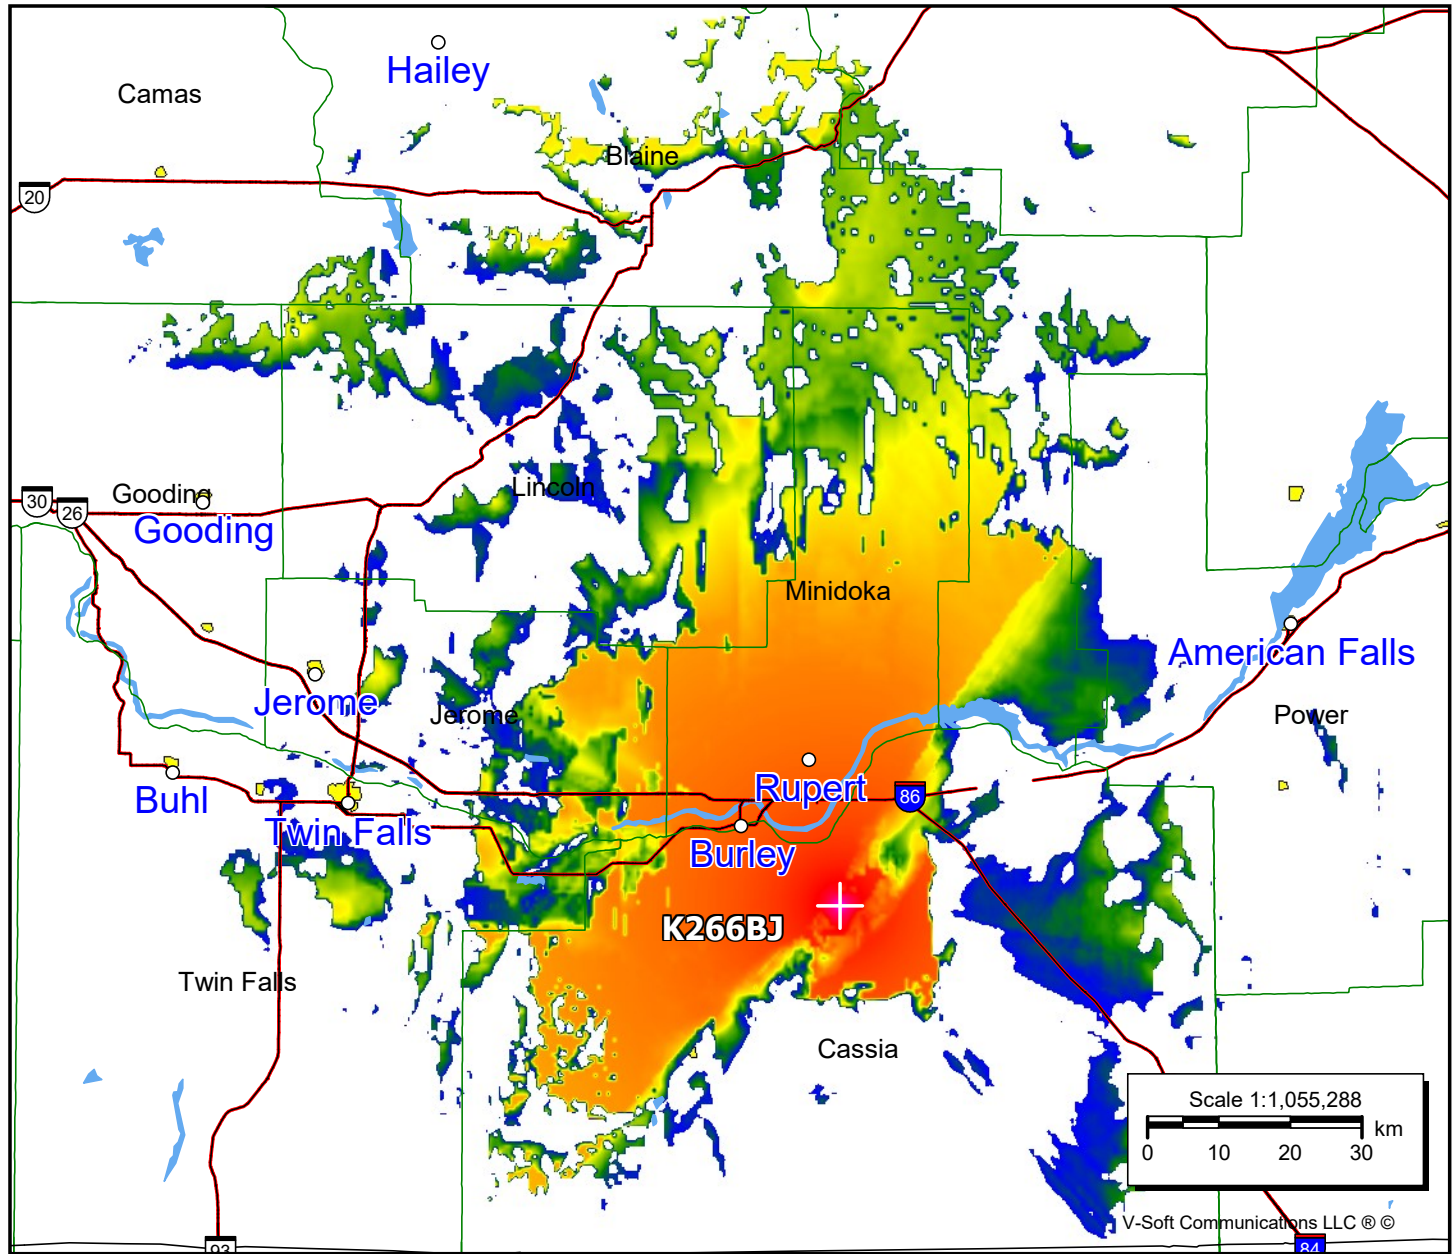 Hailey
Camas
Blaine
20
Lincoln
30
26
Gooding
Gooding
Minidoka
American Falls
Jerome
Jerome
Power
Buhl
Twin Falls
Rupert
86
Burley
K266BJ
Twin Falls
Cassia
Scale 1:1,055,288
km
0 10 20 30
V-Soft Communications LLC ® ©
93
84